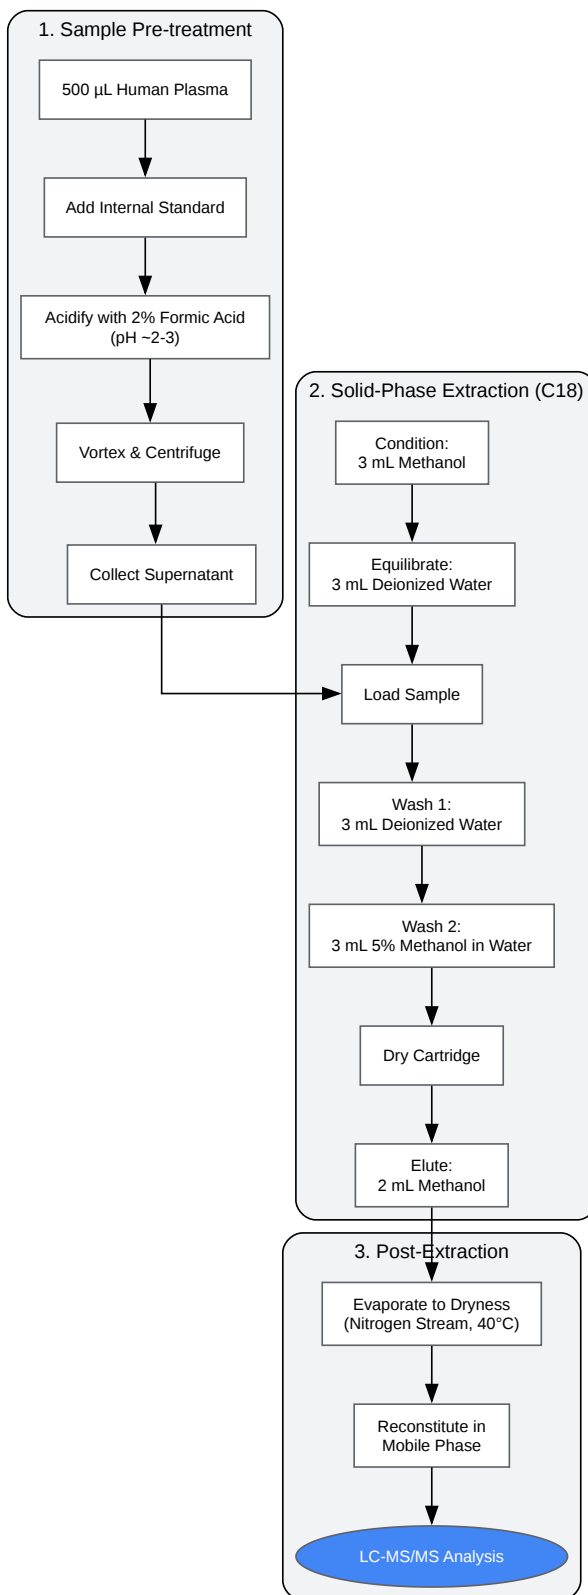 1. Sample Pre-treatment
500 µL Human Plasma
Add Internal Standard
Acidify with 2% Formic Acid
(pH ~2-3)
Vortex & Centrifuge
Collect Supernatant
2. Solid-Phase Extraction (C18)
Condition:
3 mL Methanol
Equilibrate:
3 mL Deionized Water
Load Sample
Wash 1:
3 mL Deionized Water
Wash 2:
3 mL 5% Methanol in Water
Dry Cartridge
Elute:
2 mL Methanol
3. Post-Extraction
Evaporate to Dryness
(Nitrogen Stream, 40°C)
Reconstitute in
Mobile Phase
LC-MS/MS Analysis